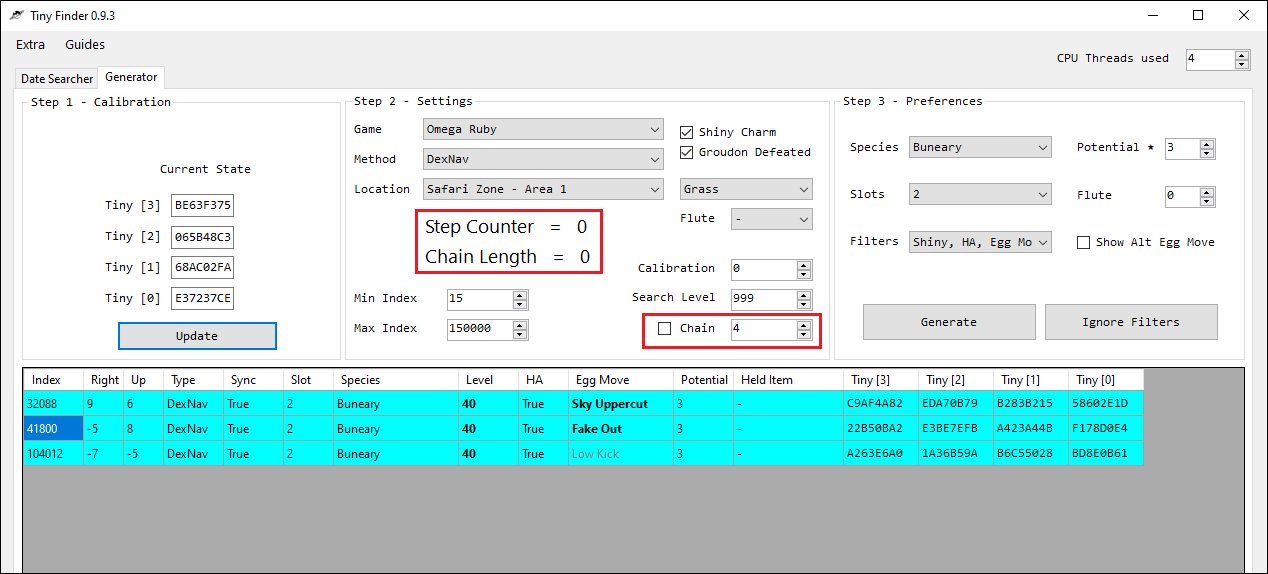 Tiny Finder 0.9.3
Extra Guides
CPU Threads used 4
Date Searcher Generator
Step 1 - Calibration
Current State
Tiny [3] BE63F375
Tiny [2] 065B48C3
Tiny [1] 68AC02FA
Tiny [0] E37237CE
Update
Step 2 - Settings
Game Omega Ruby
Shiny Charm
Method DexNav
Groudon Defeated
Location Safari Zone - Area 1 Grass
Flute -
Step Counter = 0
Chain Length = 0
Calibration 0
Min Index 15
Search Level 999
Max Index 150000
Chain 4
Step 3 - Preferences
Species Buneary Potential ★ 3
Slots 2 Flute 0
Filters Shiny, HA, Egg Mo Show Alt Egg Move
Generate Ignore Filters
Index Right Up Type Sync Slot Species Level HA Egg Move Potential Held Item Tiny [3] Tiny [2] Tiny [1] Tiny [0]
32088 9 6 DexNav True 2 Buneary 40 True Sky Uppercut 3 - C9AF4A82 EDA70B79 B283B215 58602E1D
41800 -5 8 DexNav True 2 Buneary 40 True Fake Out 3 - 22B50BA2 E3BE7EFB A423A44B F178D0E4
104012 -7 -5 DexNav True 2 Buneary 40 True Low Kick 3 - A263E6A0 1A36B59A B6C55028 BD8E0B61